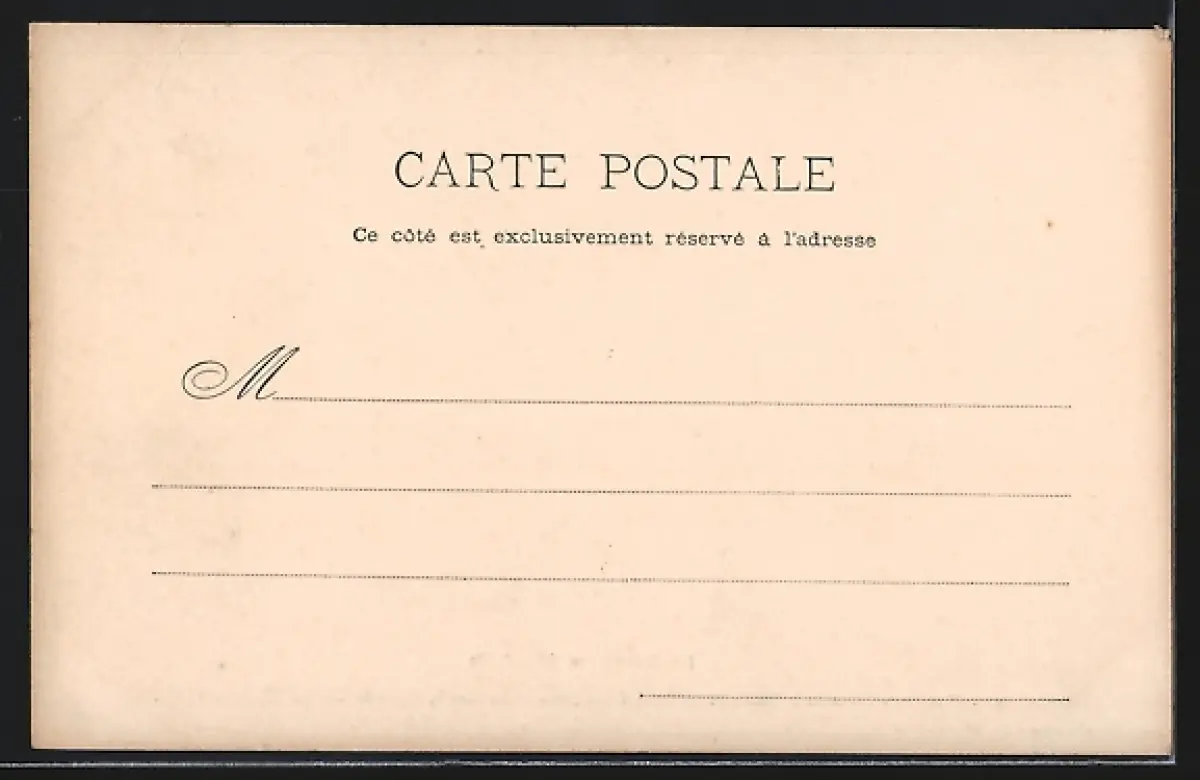 CARTE POSTALE
Ce côté est exclusivement réservé à l'adresse
M